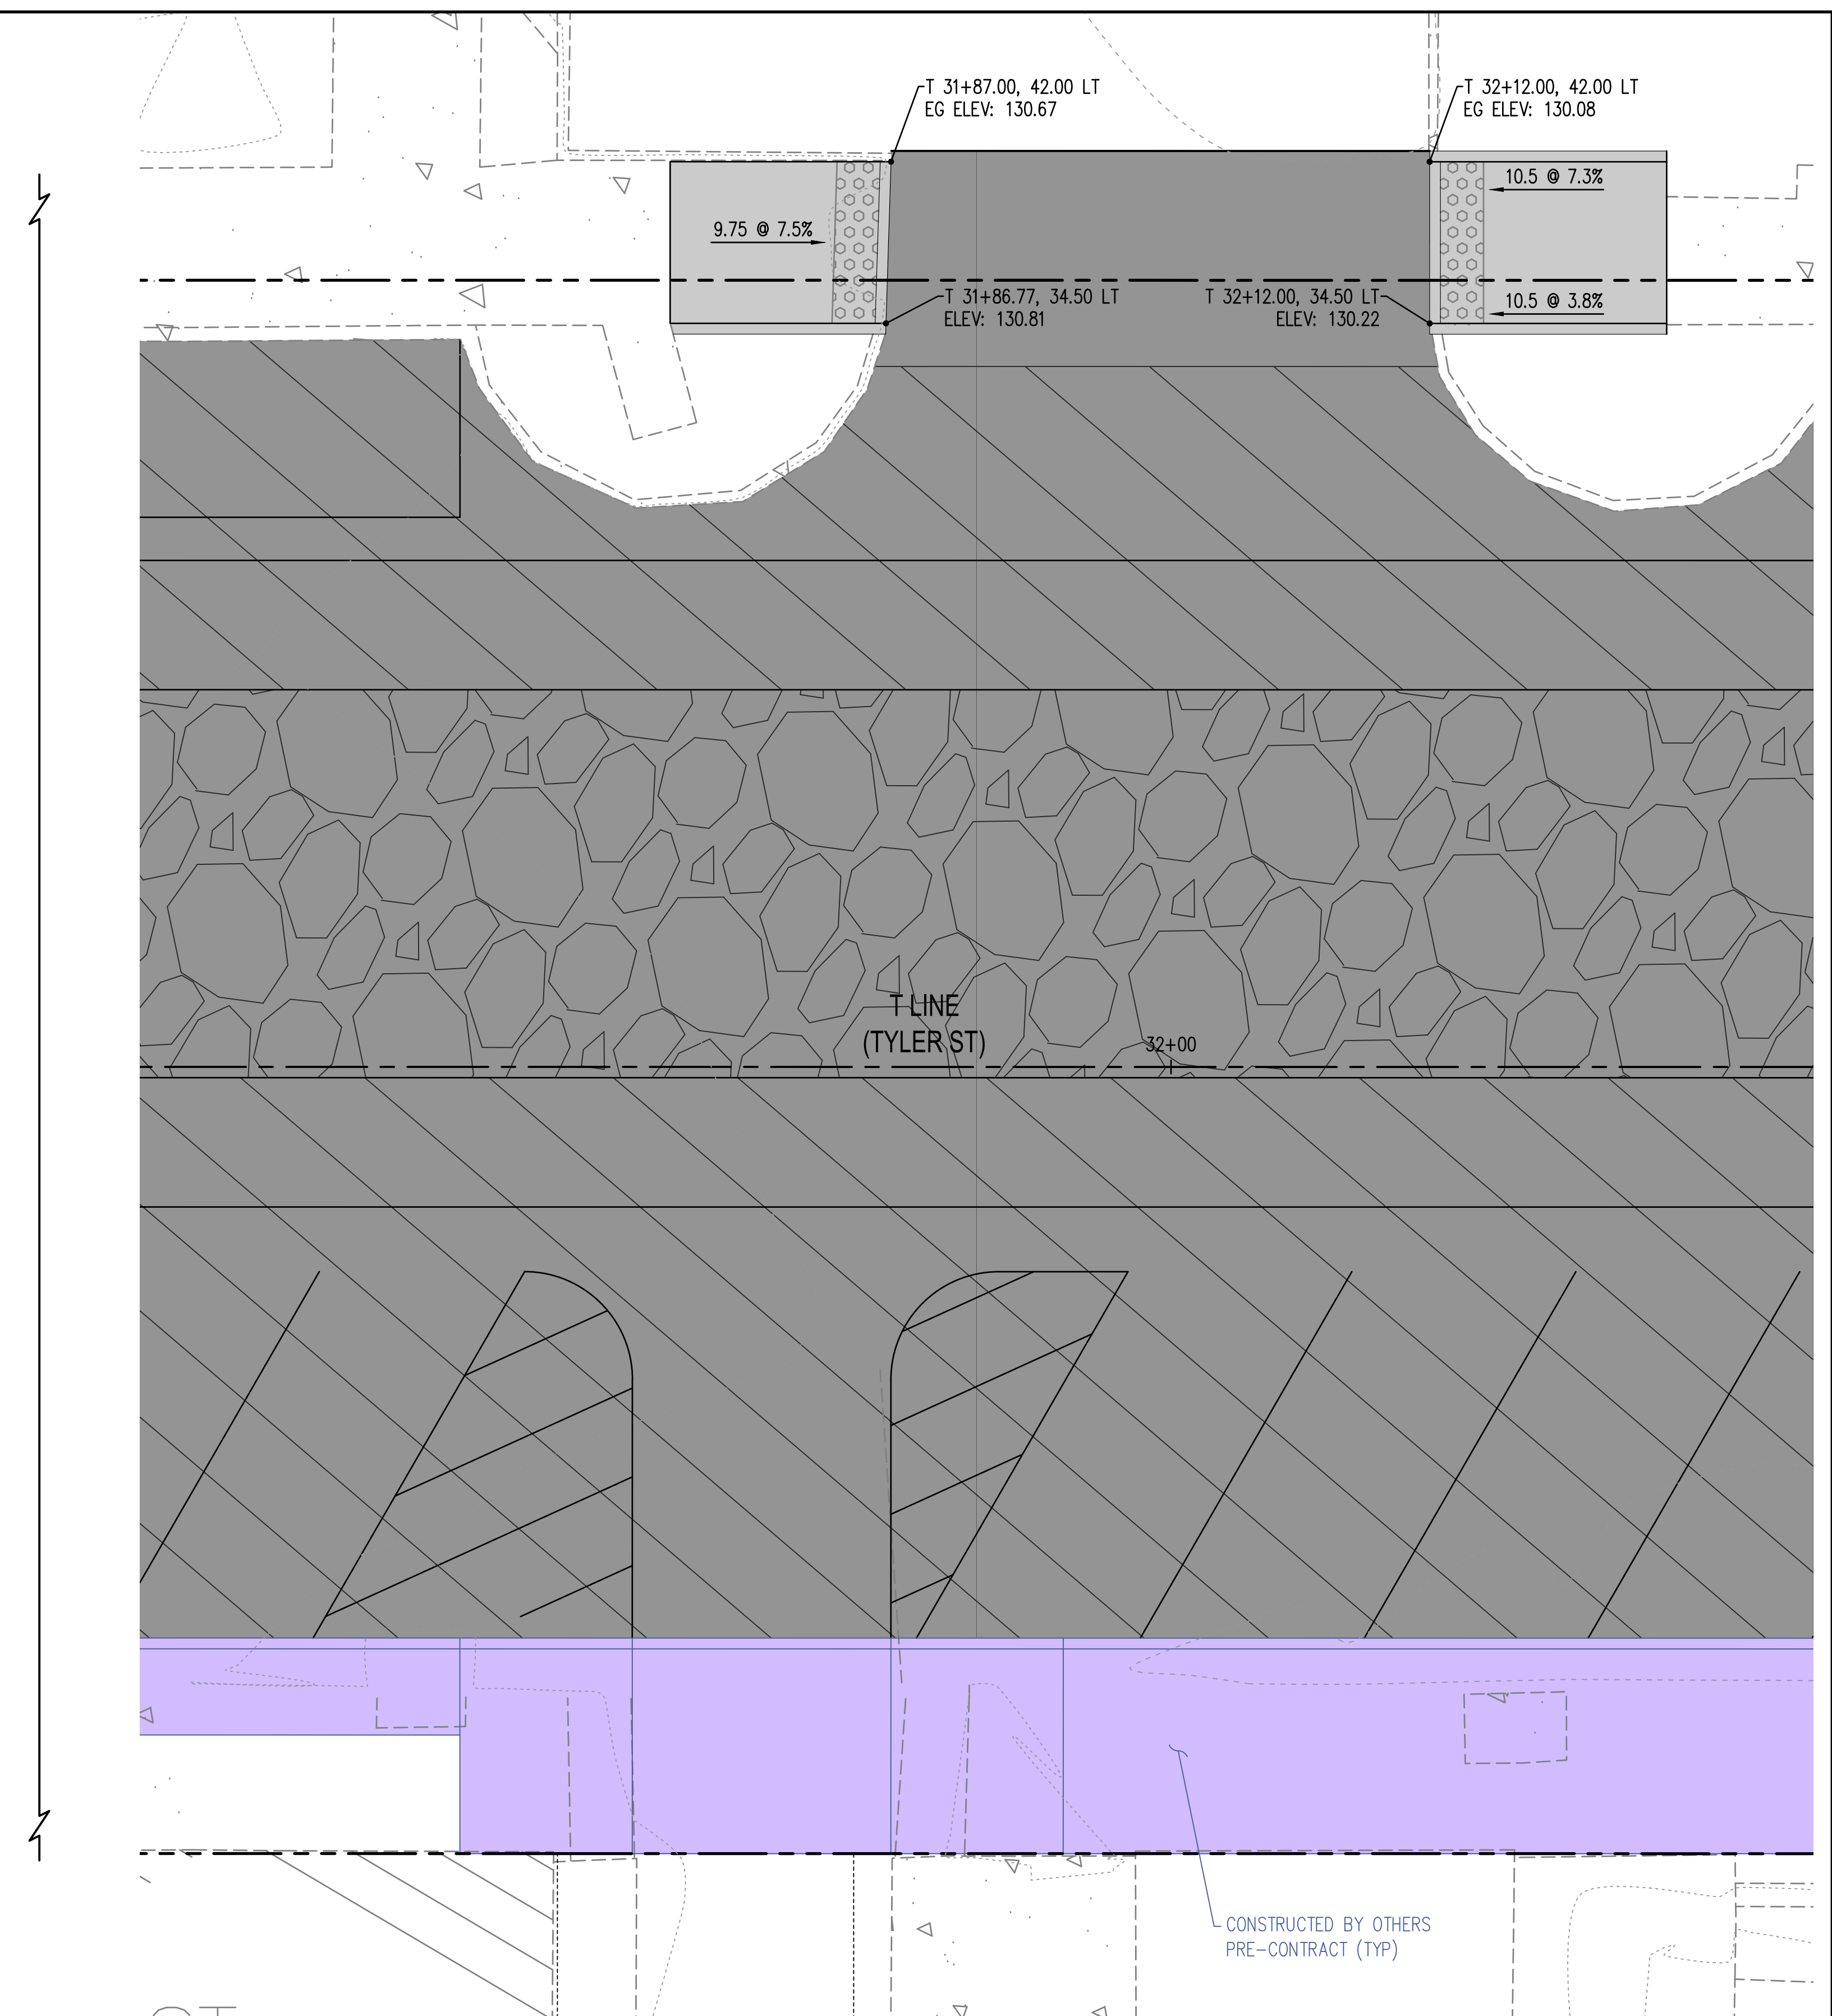 T 31+87.00, 42.00 LT
EG ELEV: 130.67
T 32+12.00, 42.00 LT
EG ELEV: 130.08
10.5 @ 7.3%
9.75 @ 7.5%
T 31+86.77, 34.50 LT
ELEV: 130.81
T 32+12.00, 34.50 LT
ELEV: 130.22
10.5 @ 3.8%
T LINE
(TYLER ST)
32+00
CONSTRUCTED BY OTHERS
PRE-CONTRACT (TYP)